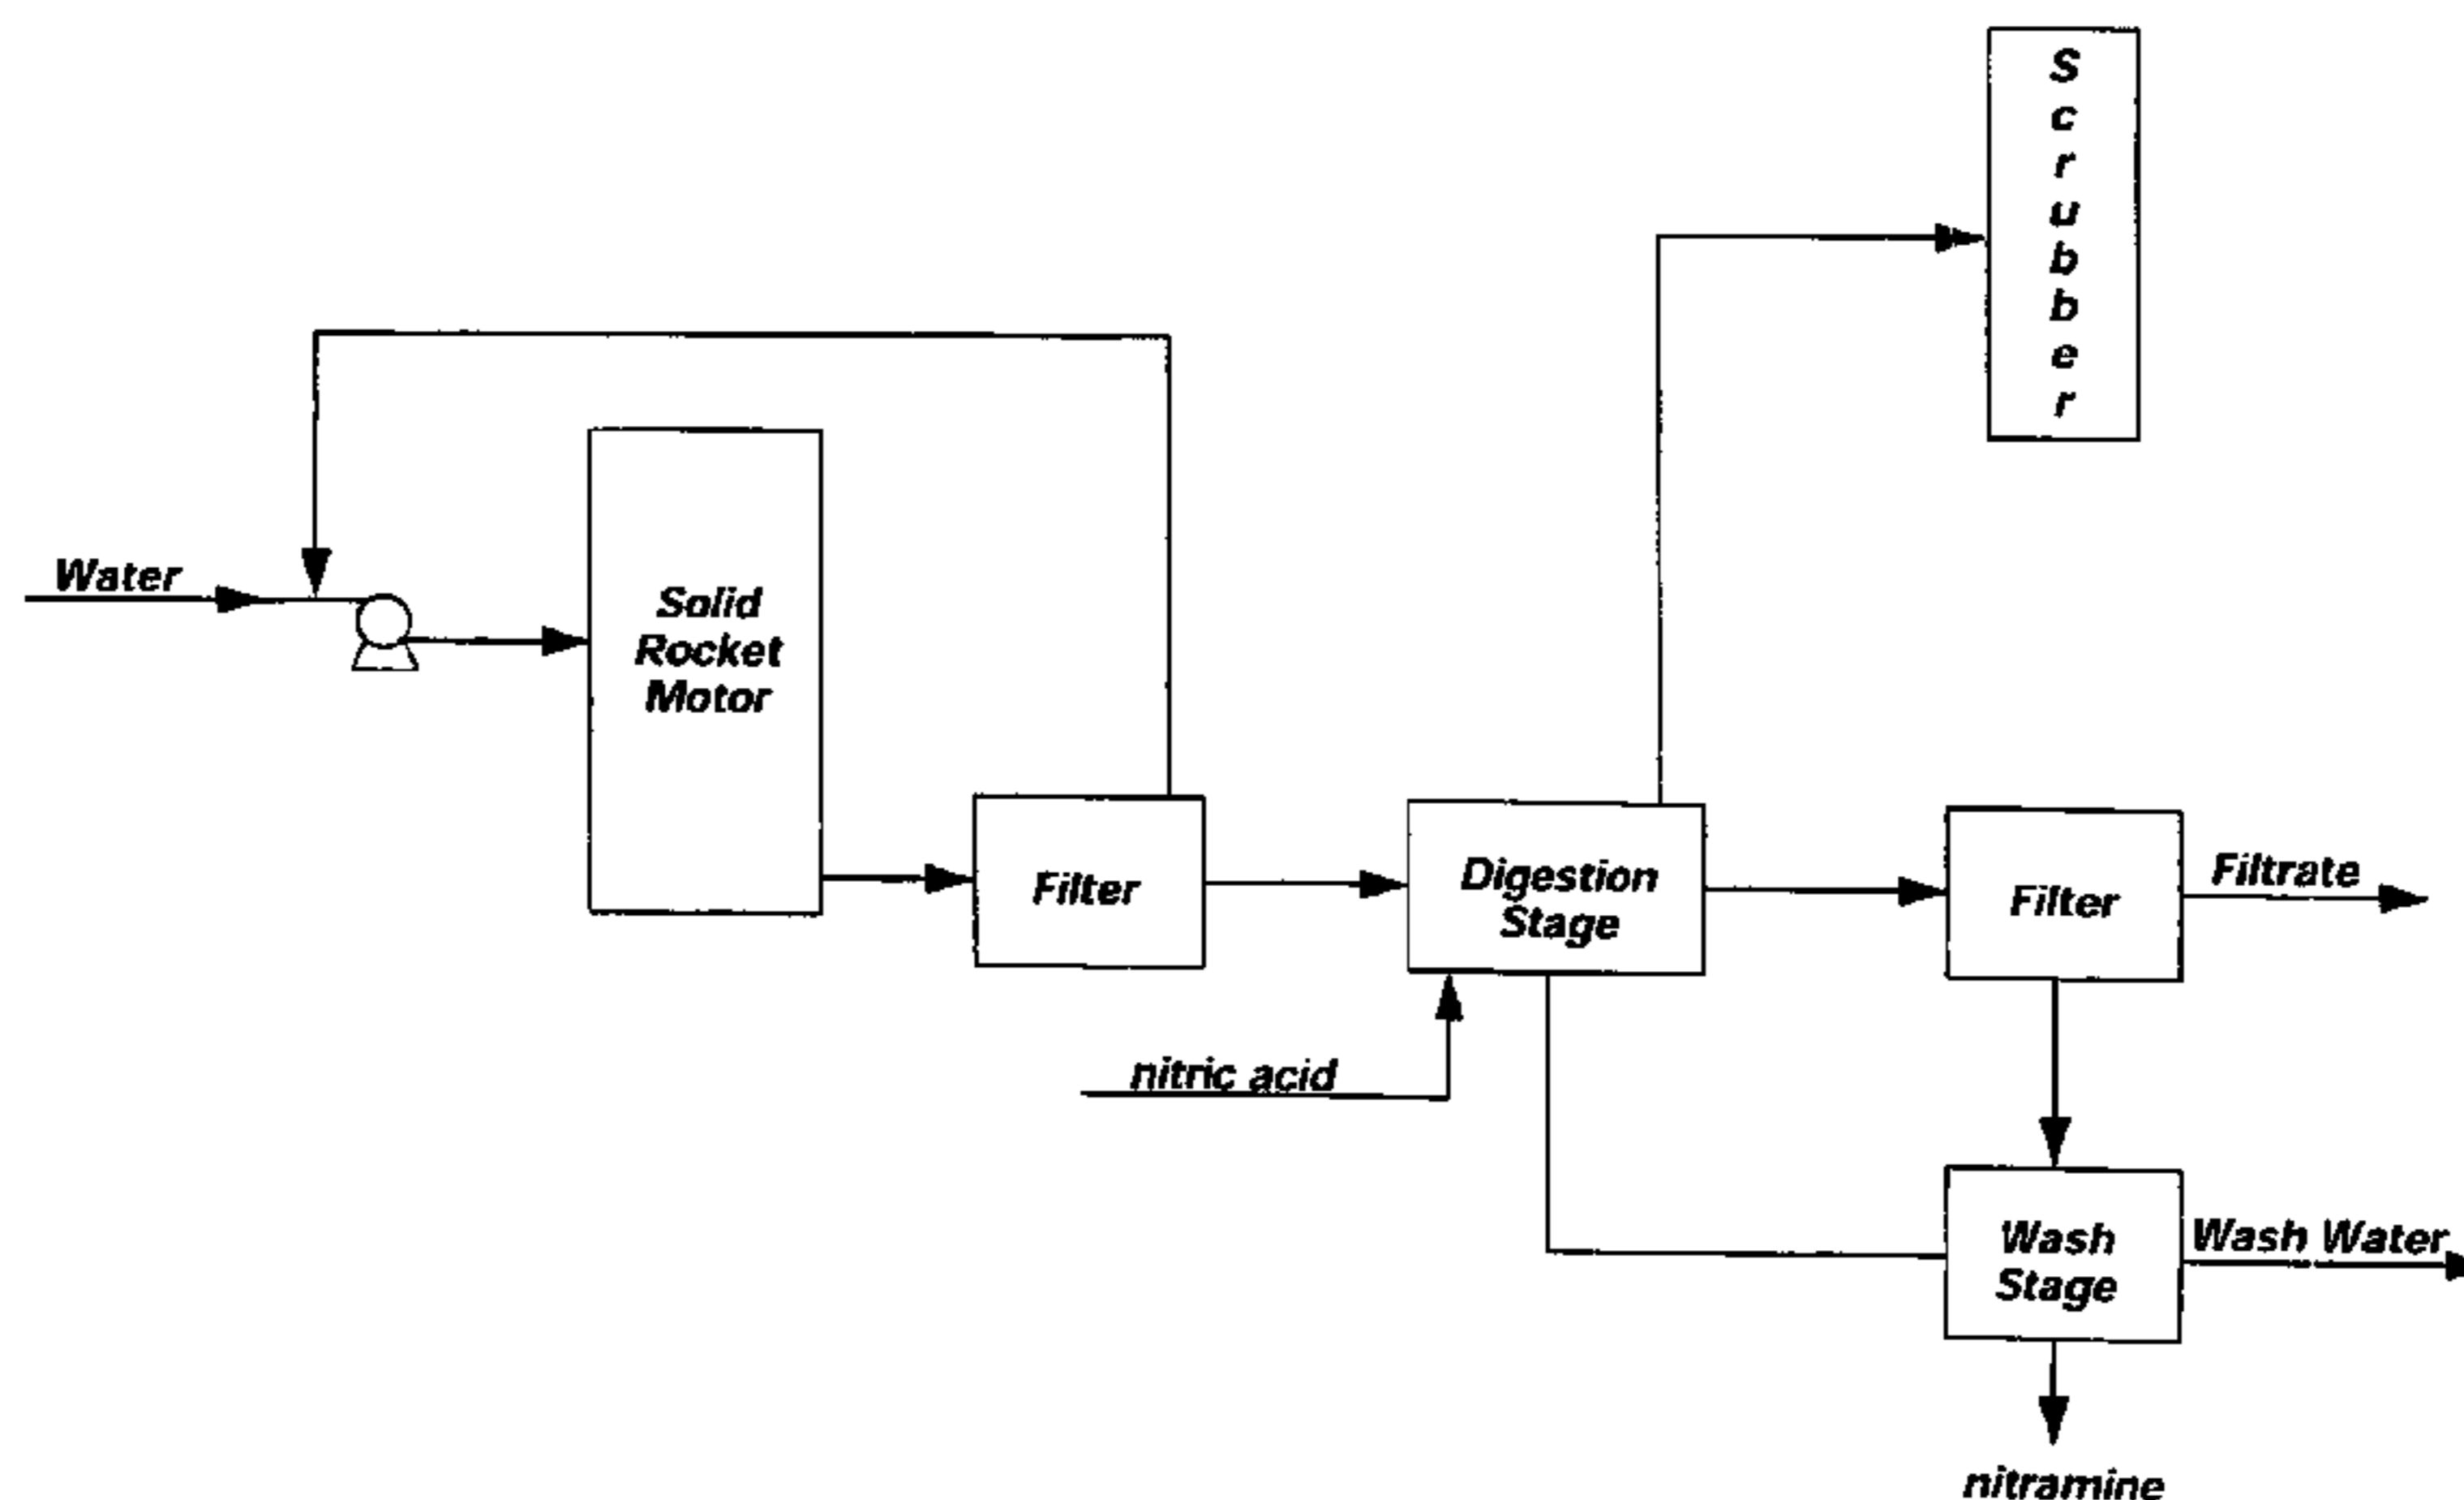 S
c
r
u
b
b
e
r
Water
Solid
Rocket
Motor
Filter
Digestion
Stage
Filter
Filtrate
nitric acid
Wash
Stage
Wash Water
nitramine